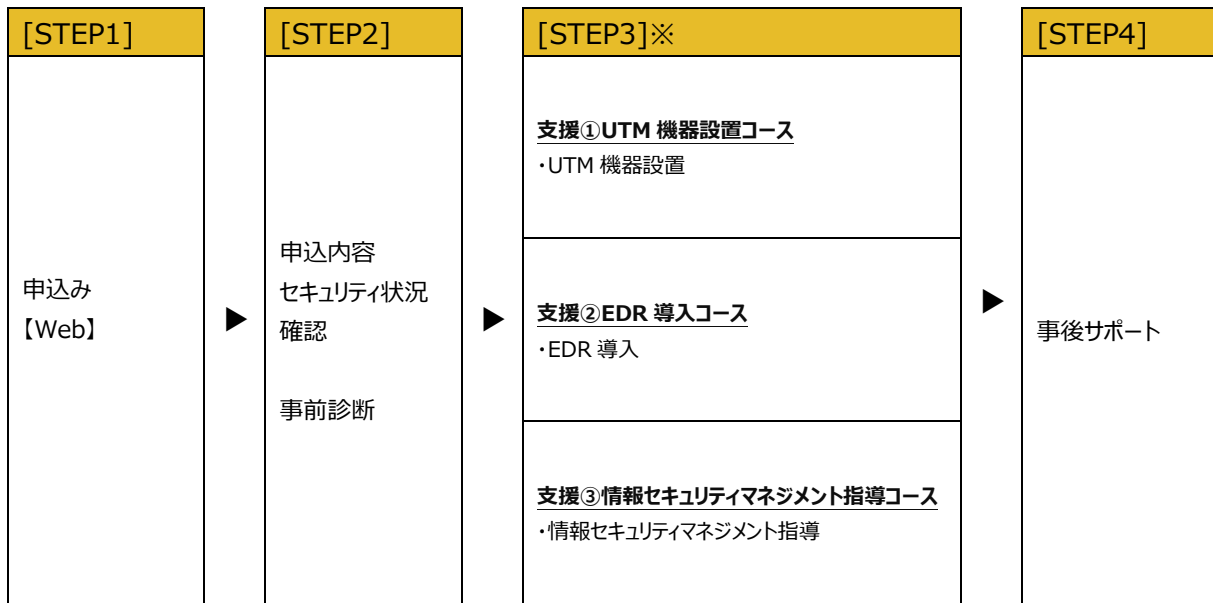 [STEP1]
申込み
【Web】
▶
[STEP2]
申込内容
セキュリティ状況
確認
事前診断
▶
[STEP3]※
支援①UTM 機器設置コース
・UTM 機器設置
支援②EDR 導入コース
・EDR 導入
支援③情報セキュリティマネジメント指導コース
・情報セキュリティマネジメント指導
▶
[STEP4]
事後サポート